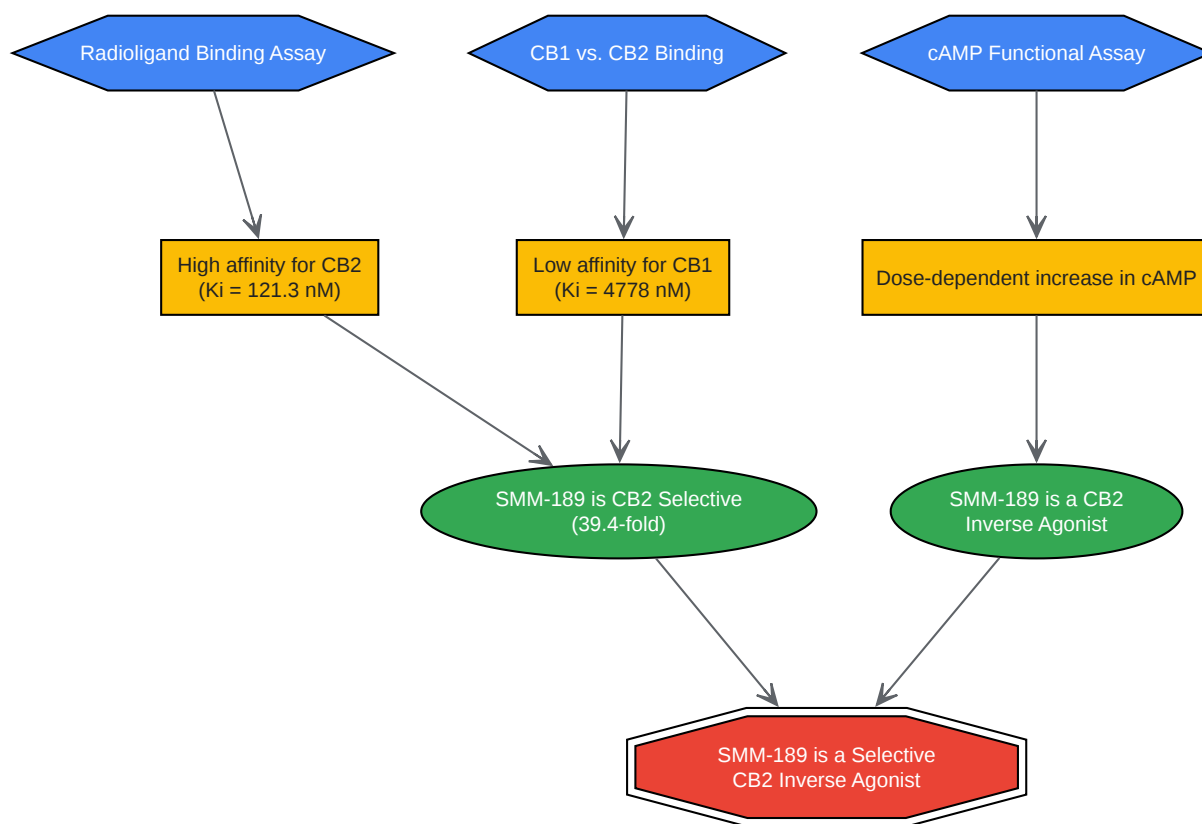 Radioligand Binding Assay
CB1 vs. CB2 Binding
cAMP Functional Assay
High affinity for CB2
(Ki = 121.3 nM)
Low affinity for CB1
(Ki = 4778 nM)
Dose-dependent increase in cAMP
SMM-189 is CB2 Selective
(39.4-fold)
SMM-189 is a CB2
Inverse Agonist
SMM-189 is a Selective
CB2 Inverse Agonist